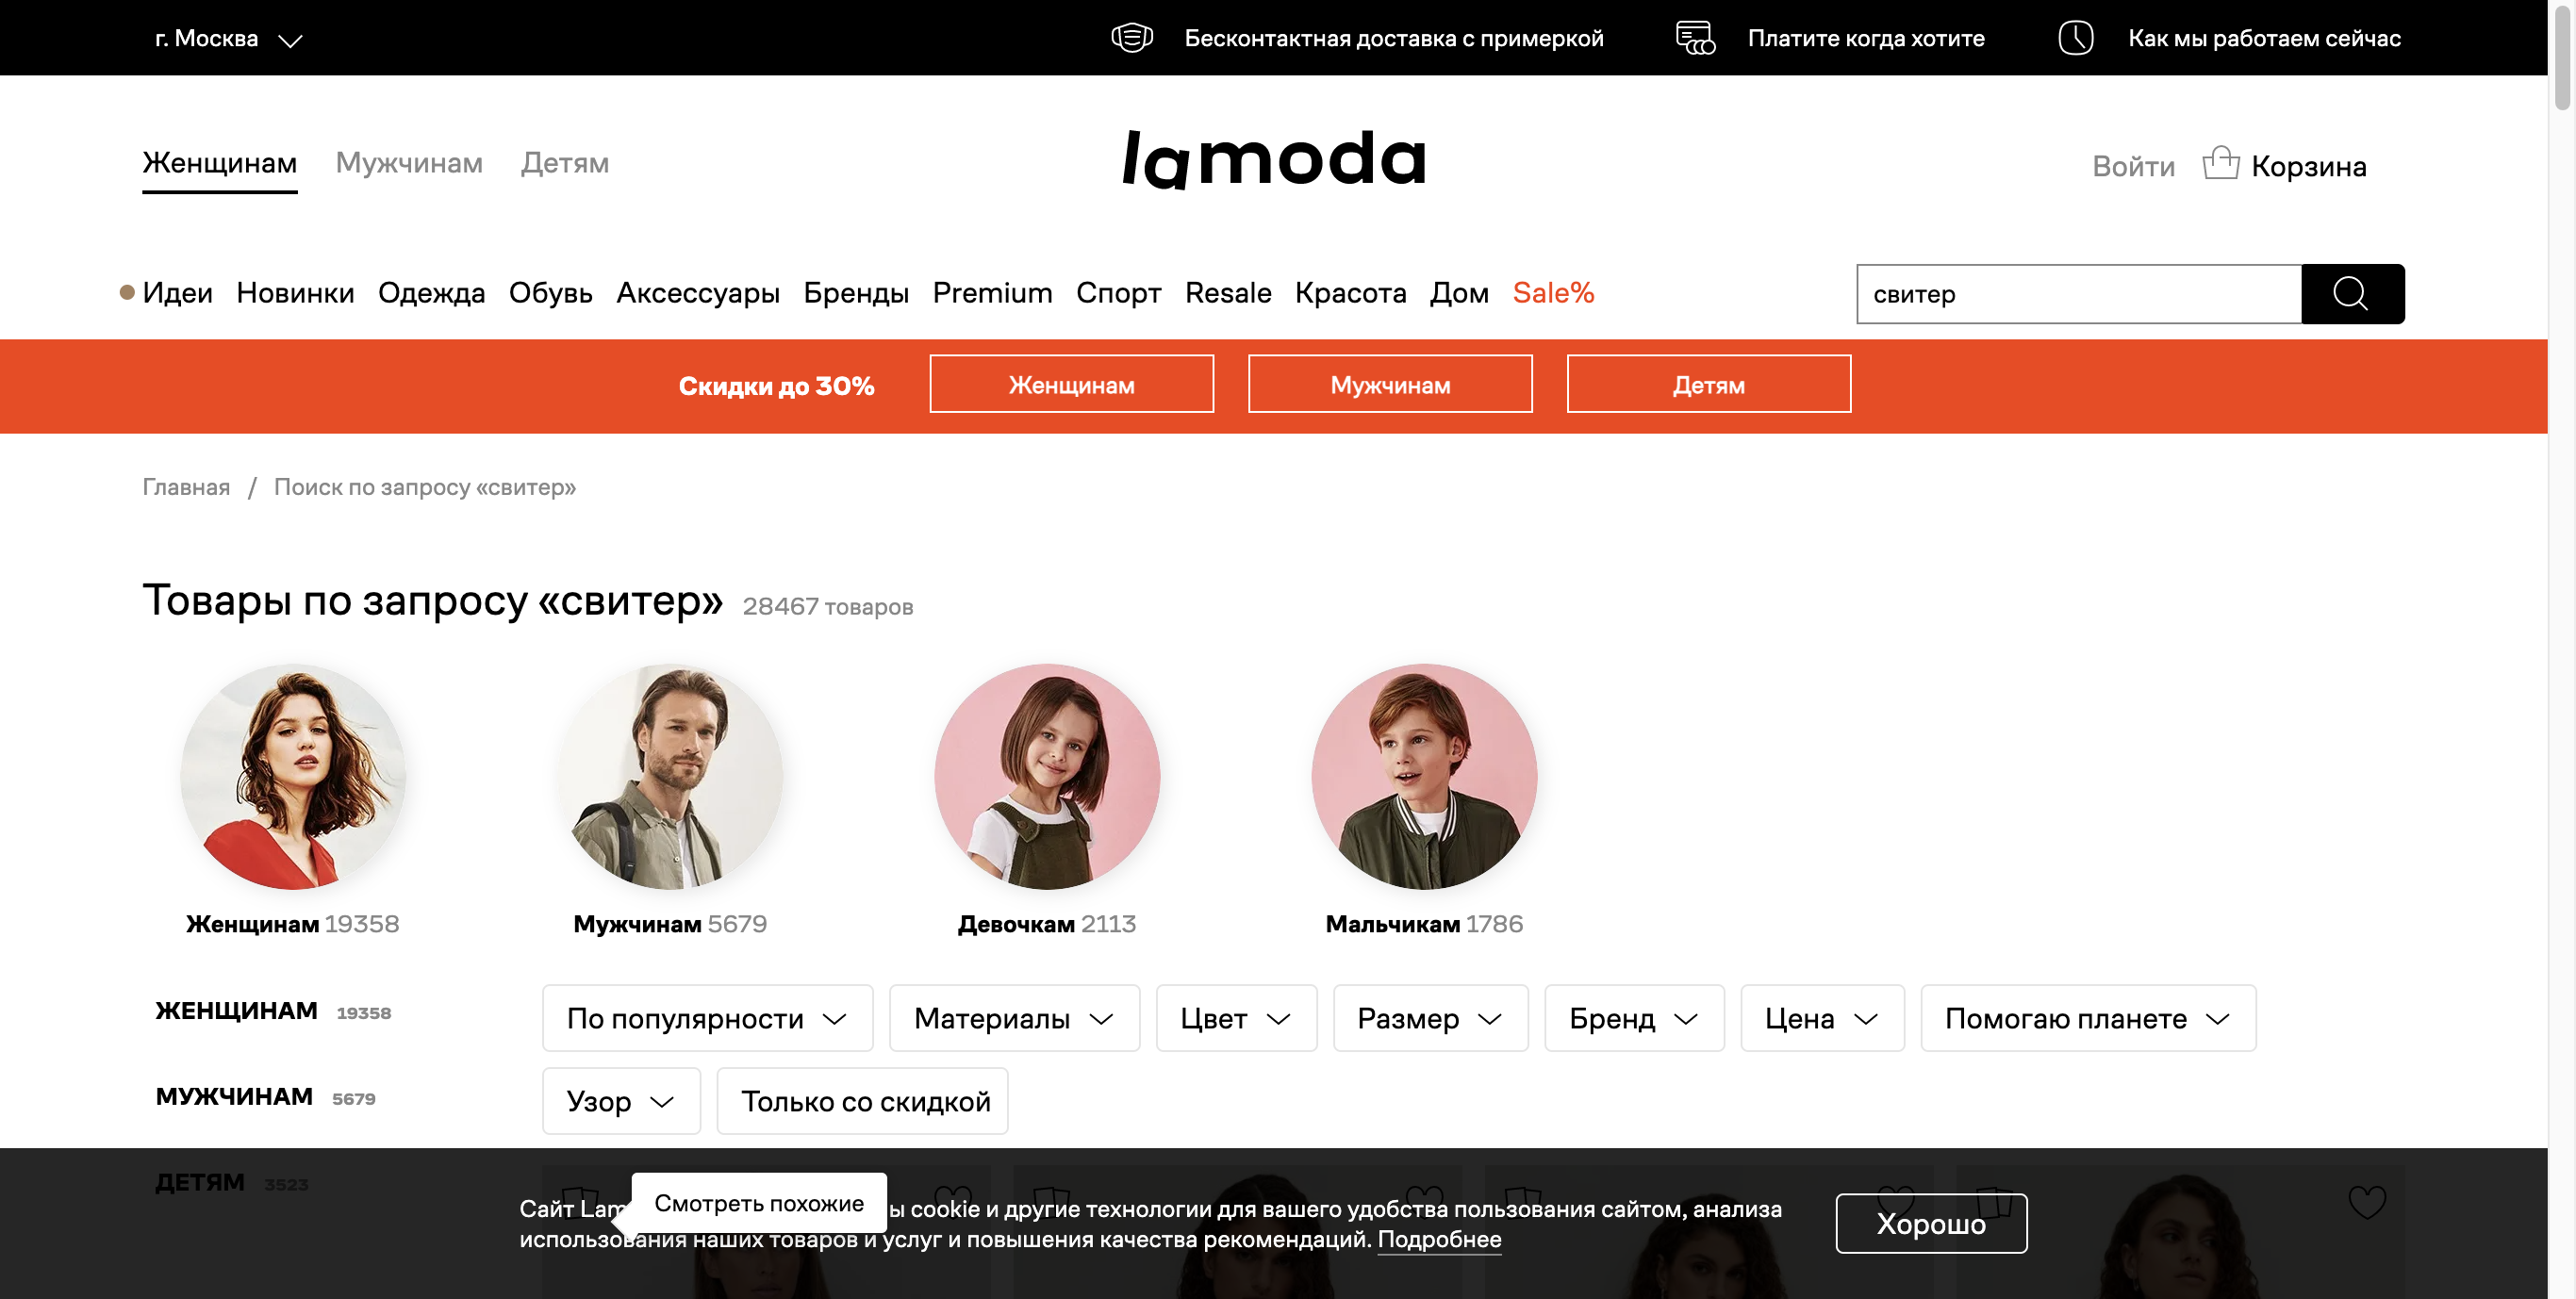 г. Москва
Бесконтактная доставка с примеркой
Платите когда хотите
Как мы работаем сейчас
Женщинам Мужчинам Детям
lamoda
Войти Корзина
Идеи Новинки Одежда Обувь Аксессуары Бренды Premium Спорт Resale Красота Дом Sale%
свитер
Скидки до 30% Женщинам Мужчинам Детям
Главная / Поиск по запросу «свитер»
Товары по запросу «свитер» 28467 товаров
Женщинам 19358
Мужчинам 5679
Девочкам 2113
Мальчикам 1786
ЖЕНЩИНАМ 19358
По популярности Материалы Цвет Размер Бренд Цена Помогаю планете
МУЖЧИНАМ 5679
Узор Только со скидкой
ДЕТЯМ 3523
Смотреть похожие
Сайт Lam ы cookie и другие технологии для вашего удобства пользования сайтом, анализа
использования наших товаров и услуг и повышения качества рекомендаций. Подробнее
Хорошо